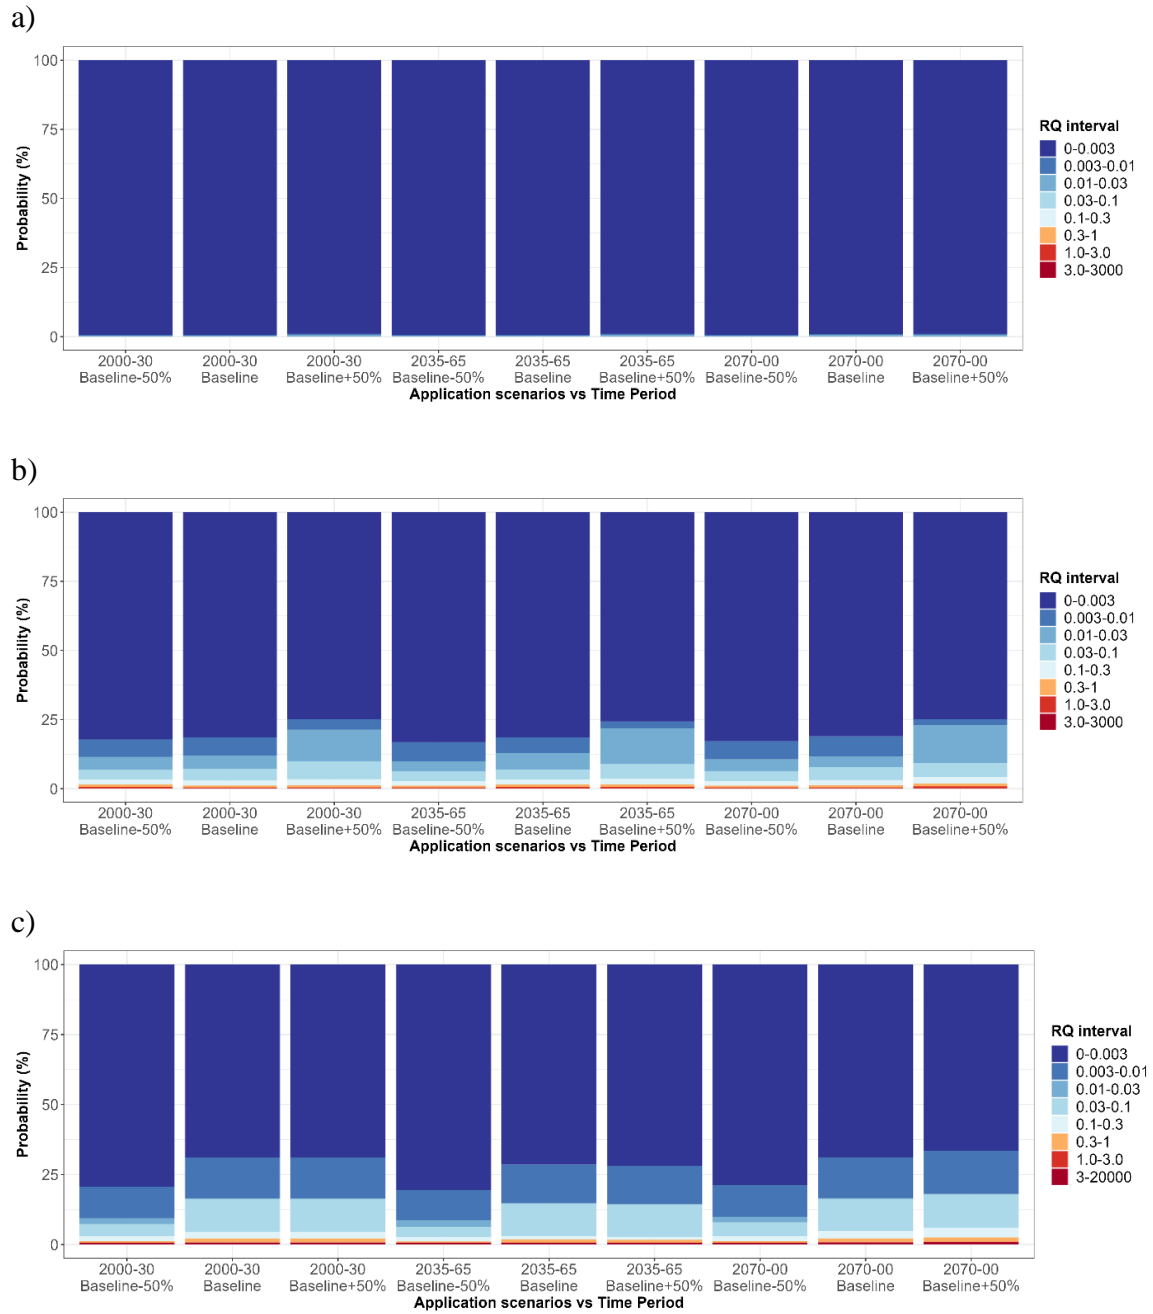 a)
100
75
50
25
0
Probability (%)
2000-30 2000-30 2000-30 2035-65 2035-65 2035-65 2070-00 2070-00 2070-00
Baseline-50% Baseline Baseline+50% Baseline-50% Baseline Baseline+50% Baseline-50% Baseline Baseline+50%
Application scenarios vs Time Period
RQ interval
0-0.003
0.003-0.01
0.01-0.03
0.03-0.1
0.1-0.3
0.3-1
1.0-3.0
3.0-3000
b)
100
75
50
25
0
Probability (%)
2000-30 2000-30 2000-30 2035-65 2035-65 2035-65 2070-00 2070-00 2070-00
Baseline-50% Baseline Baseline+50% Baseline-50% Baseline Baseline+50% Baseline-50% Baseline Baseline+50%
Application scenarios vs Time Period
RQ interval
0-0.003
0.003-0.01
0.01-0.03
0.03-0.1
0.1-0.3
0.3-1
1.0-3.0
3.0-3000
c)
100
75
50
25
0
Probability (%)
2000-30 2000-30 2000-30 2035-65 2035-65 2035-65 2070-00 2070-00 2070-00
Baseline-50% Baseline Baseline+50% Baseline-50% Baseline Baseline+50% Baseline-50% Baseline Baseline+50%
Application scenarios vs Time Period
RQ interval
0-0.003
0.003-0.01
0.01-0.03
0.03-0.1
0.1-0.3
0.3-1
1.0-3.0
3-20000